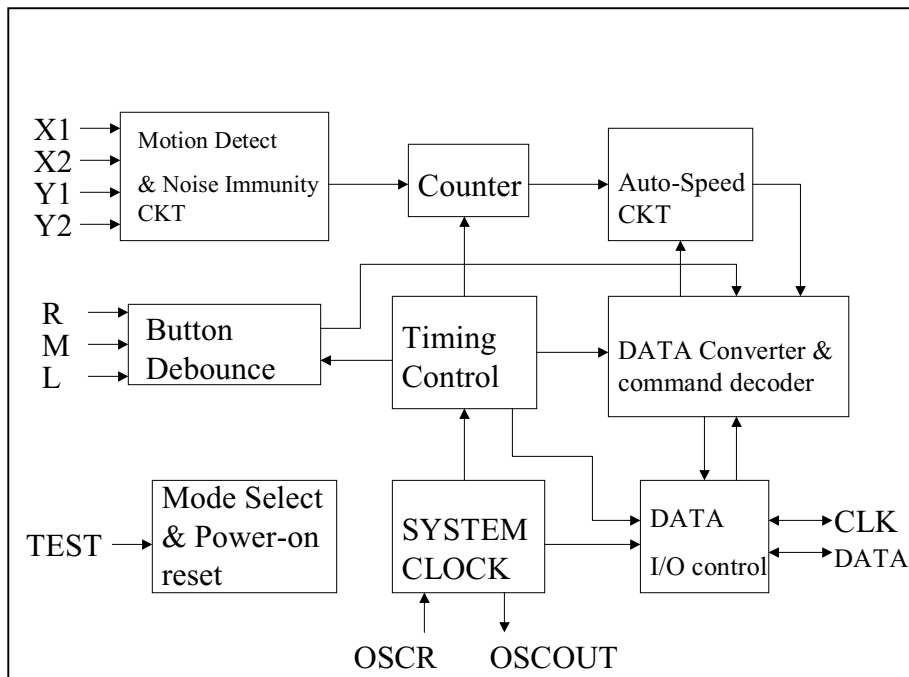 X1
X2
Y1
Y2
Motion Detect
& Noise Immunity
CKT
Counter
Auto-Speed
CKT
R
M
L
Button
Debounce
Timing
Control
DATA Converter &
command decoder
TEST
Mode Select
& Power-on
reset
SYSTEM
CLOCK
DATA
I/O control
CLK
DATA
OSCR
OSCOUT